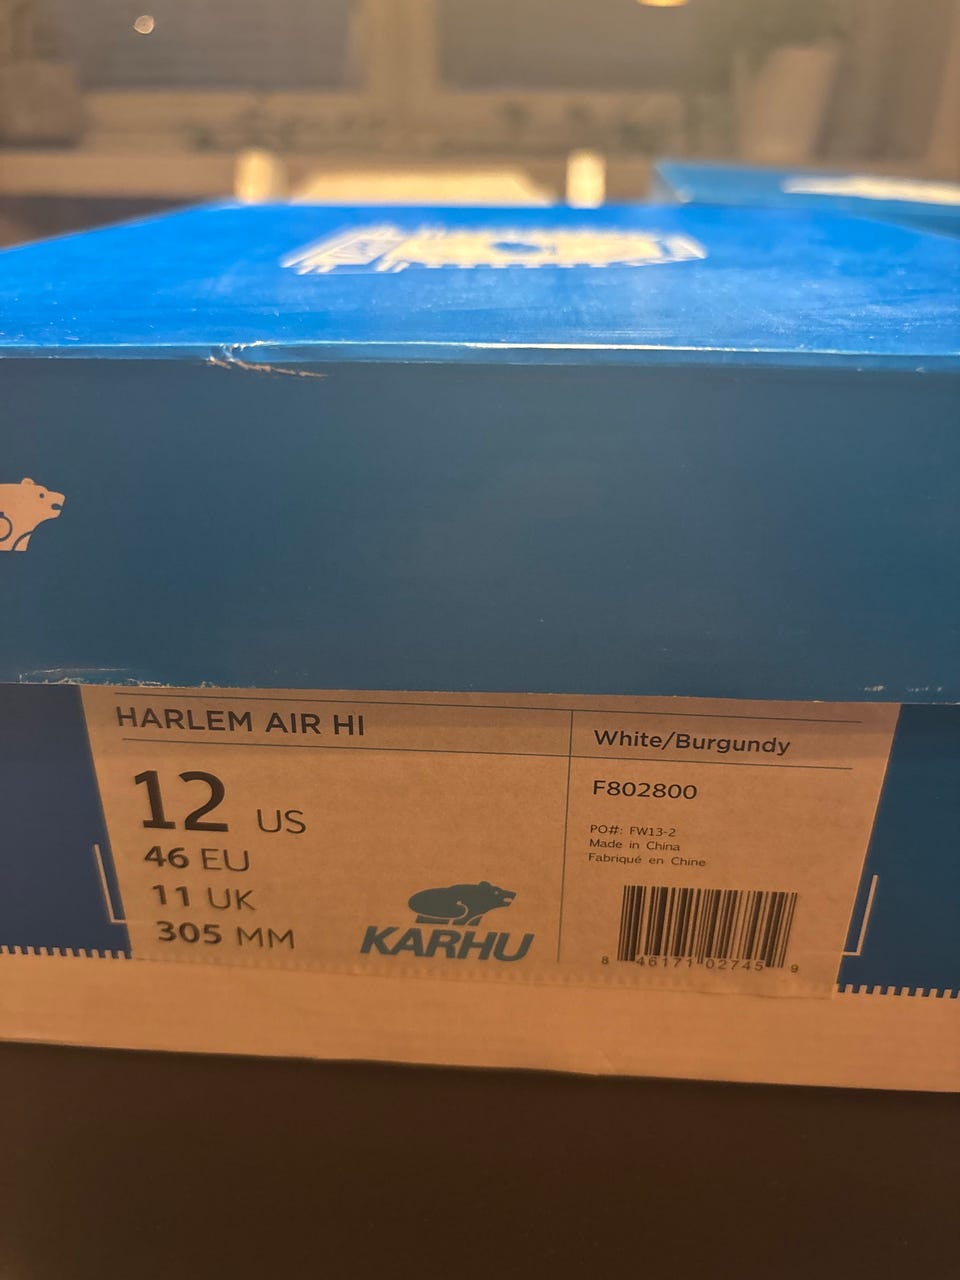 HARLEM AIR HI
12 US
46 EU
11 UK
305 MM
KARHU
White/Burgundy
F802800
PO#: FW13-2
Made in China
Fabriqué en Chine
8 46171 02745 9